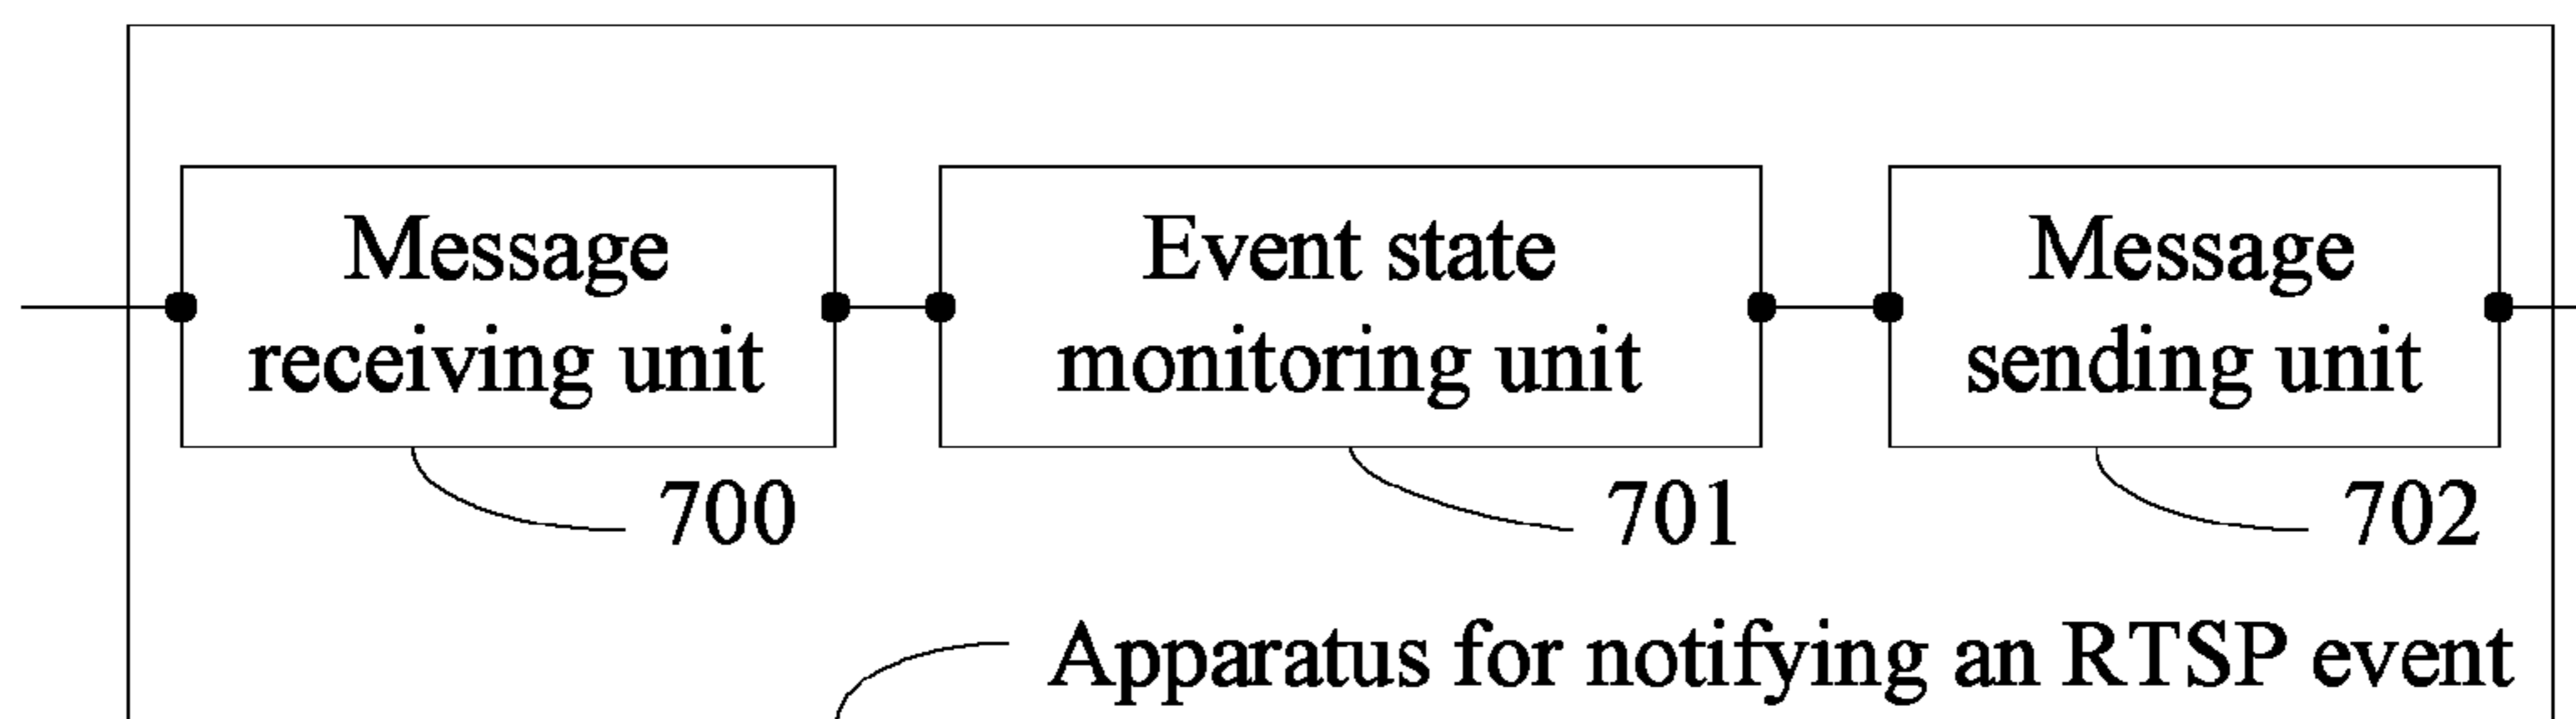 Message
receiving unit
Event state
monitoring unit
Message
sending unit
700
701
702
Apparatus for notifying an RTSP event